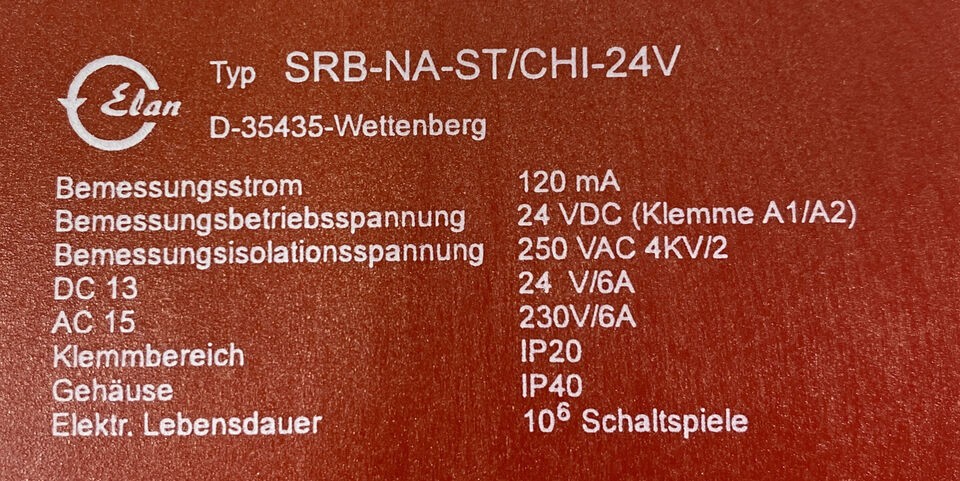 Elan
Typ SRB-NA-ST/CHI-24V
D-35435-Wettenberg
Bemessungsstrom 120 mA
Bemessungsbetriebsspannung 24 VDC (Klemme A1/A2)
Bemessungsisolationsspannung 250 VAC 4KV/2
DC 13 24 V/6A
AC 15 230V/6A
Klemmbereich IP20
Gehäuse IP40
Elektr. Lebensdauer 10⁶ Schaltspiele